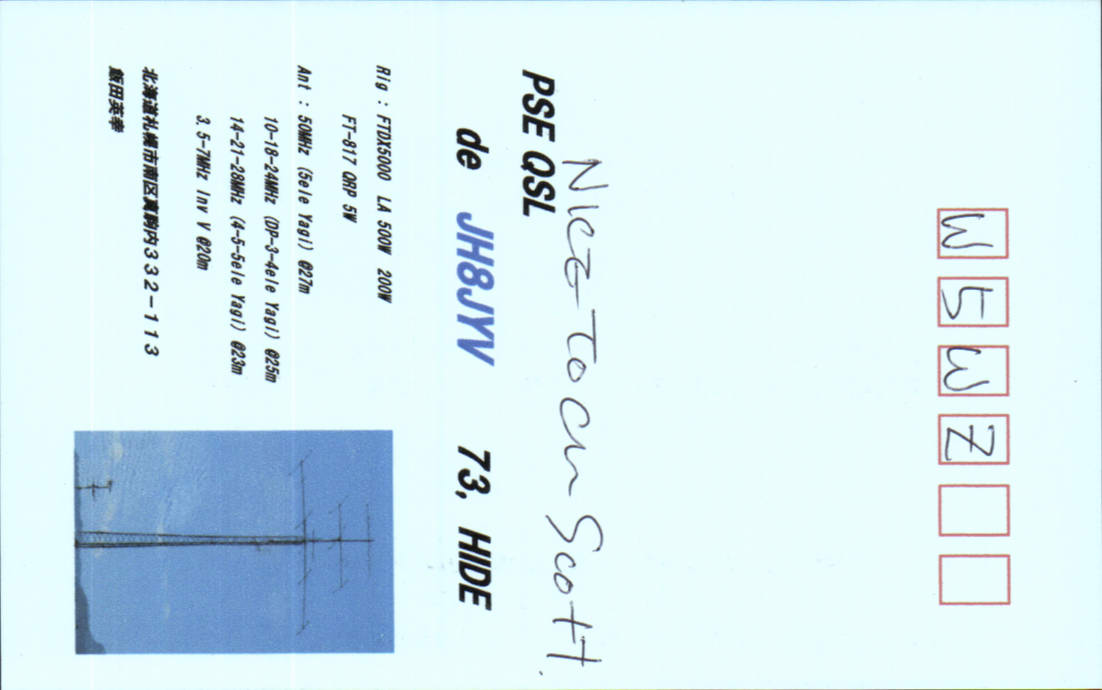 W5WZ
Nice to cu Scott.
PSE QSL
de JH8JYV 73, HIDE
Rig : FTDX5000 LA 500W 200W
FT-817 QRP 5W
Ant : 50MHz (5ele Yagi) @27m
10-18-24MHz (DP-3-4ele Yagi) @25m
14-21-28MHz (4-5-5ele Yagi) @23m
3.5-7MHz Inv V @20m
北海道札幌市南区真駒内332-113
飯田英幸